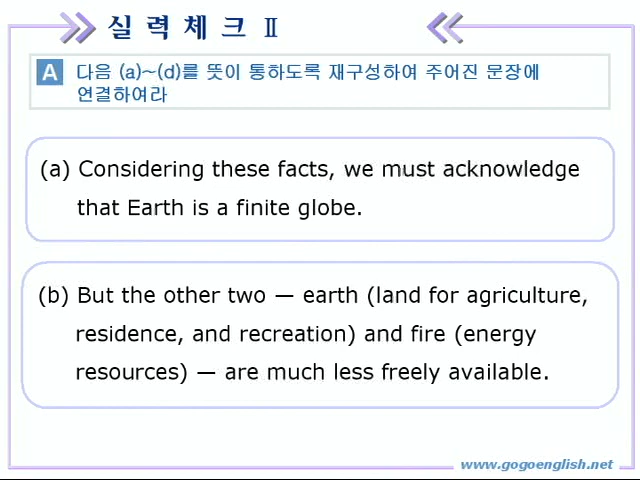 실 력 체 크 Ⅱ
A 다음 (a)~(d)를 뜻이 통하도록 재구성하여 주어진 문장에
연결하여라
(a) Considering these facts, we must acknowledge
that Earth is a finite globe.
(b) But the other two — earth (land for agriculture,
residence, and recreation) and fire (energy
resources) — are much less freely available.
www.gogoenglish.net